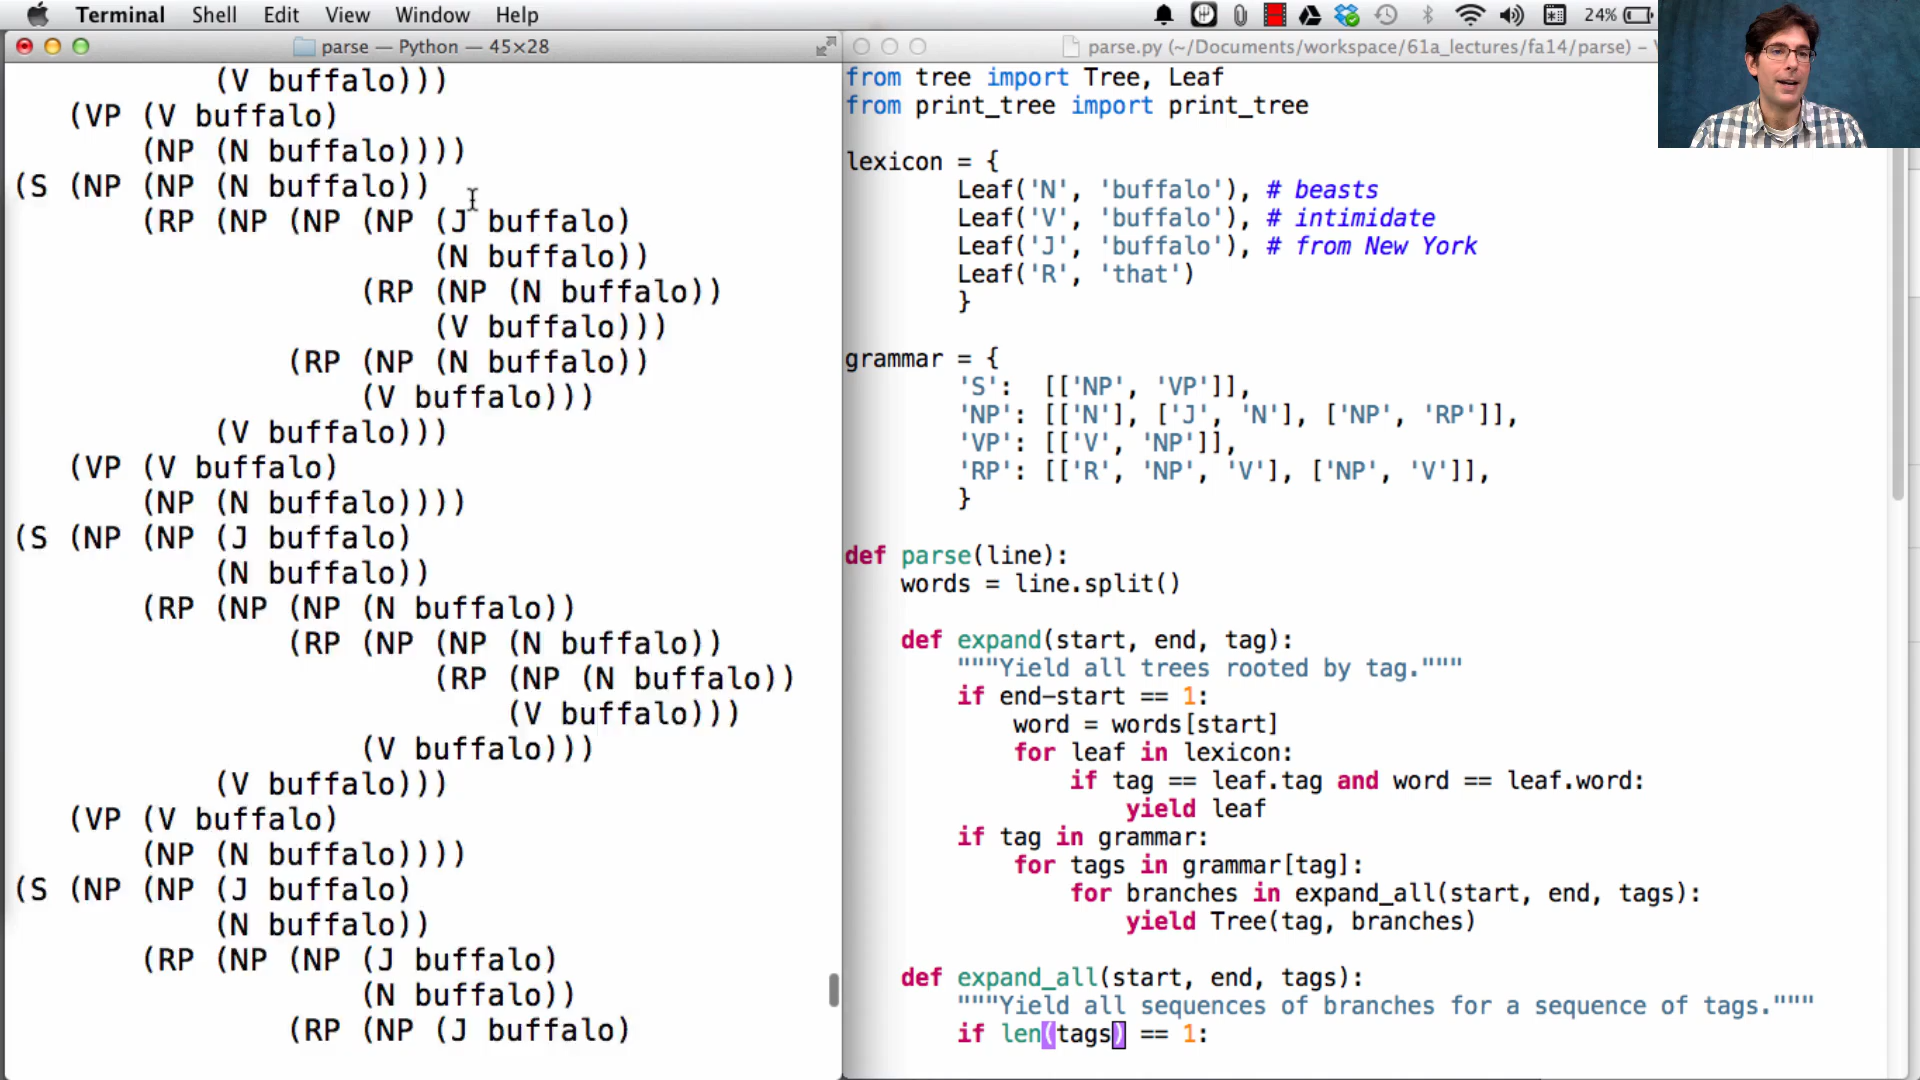 Terminal Shell Edit View Window Help 24%
parse — Python — 45×28
(V buffalo)))
(VP (V buffalo)
(NP (N buffalo))))
(S (NP (NP (N buffalo))
(RP (NP (NP (NP (J buffalo)
(N buffalo))
(RP (NP (N buffalo))
(V buffalo)))
(RP (NP (N buffalo))
(V buffalo)))
(V buffalo)))
(VP (V buffalo)
(NP (N buffalo))))
(S (NP (NP (J buffalo)
(N buffalo))
(RP (NP (NP (N buffalo))
(RP (NP (NP (N buffalo))
(RP (NP (N buffalo))
(V buffalo)))
(V buffalo)))
(V buffalo)))
(VP (V buffalo)
(NP (N buffalo))))
(S (NP (NP (J buffalo)
(N buffalo))
(RP (NP (NP (J buffalo)
(N buffalo))
(RP (NP (J buffalo)
parse.py (~/Documents/workspace/61a_lectures/fa14/parse) –
from tree import Tree, Leaf
from print_tree import print_tree
lexicon = {
Leaf('N', 'buffalo'), # beasts
Leaf('V', 'buffalo'), # intimidate
Leaf('J', 'buffalo'), # from New York
Leaf('R', 'that')
}
grammar = {
'S': [['NP', 'VP']],
'NP': [['N'], ['J', 'N'], ['NP', 'RP']],
'VP': [['V', 'NP']],
'RP': [['R', 'NP', 'V'], ['NP', 'V']],
}
def parse(line):
words = line.split()
def expand(start, end, tag):
"""Yield all trees rooted by tag."""
if end-start == 1:
word = words[start]
for leaf in lexicon:
if tag == leaf.tag and word == leaf.word:
yield leaf
if tag in grammar:
for tags in grammar[tag]:
for branches in expand_all(start, end, tags):
yield Tree(tag, branches)
def expand_all(start, end, tags):
"""Yield all sequences of branches for a sequence of tags."""
if len(tags) == 1: